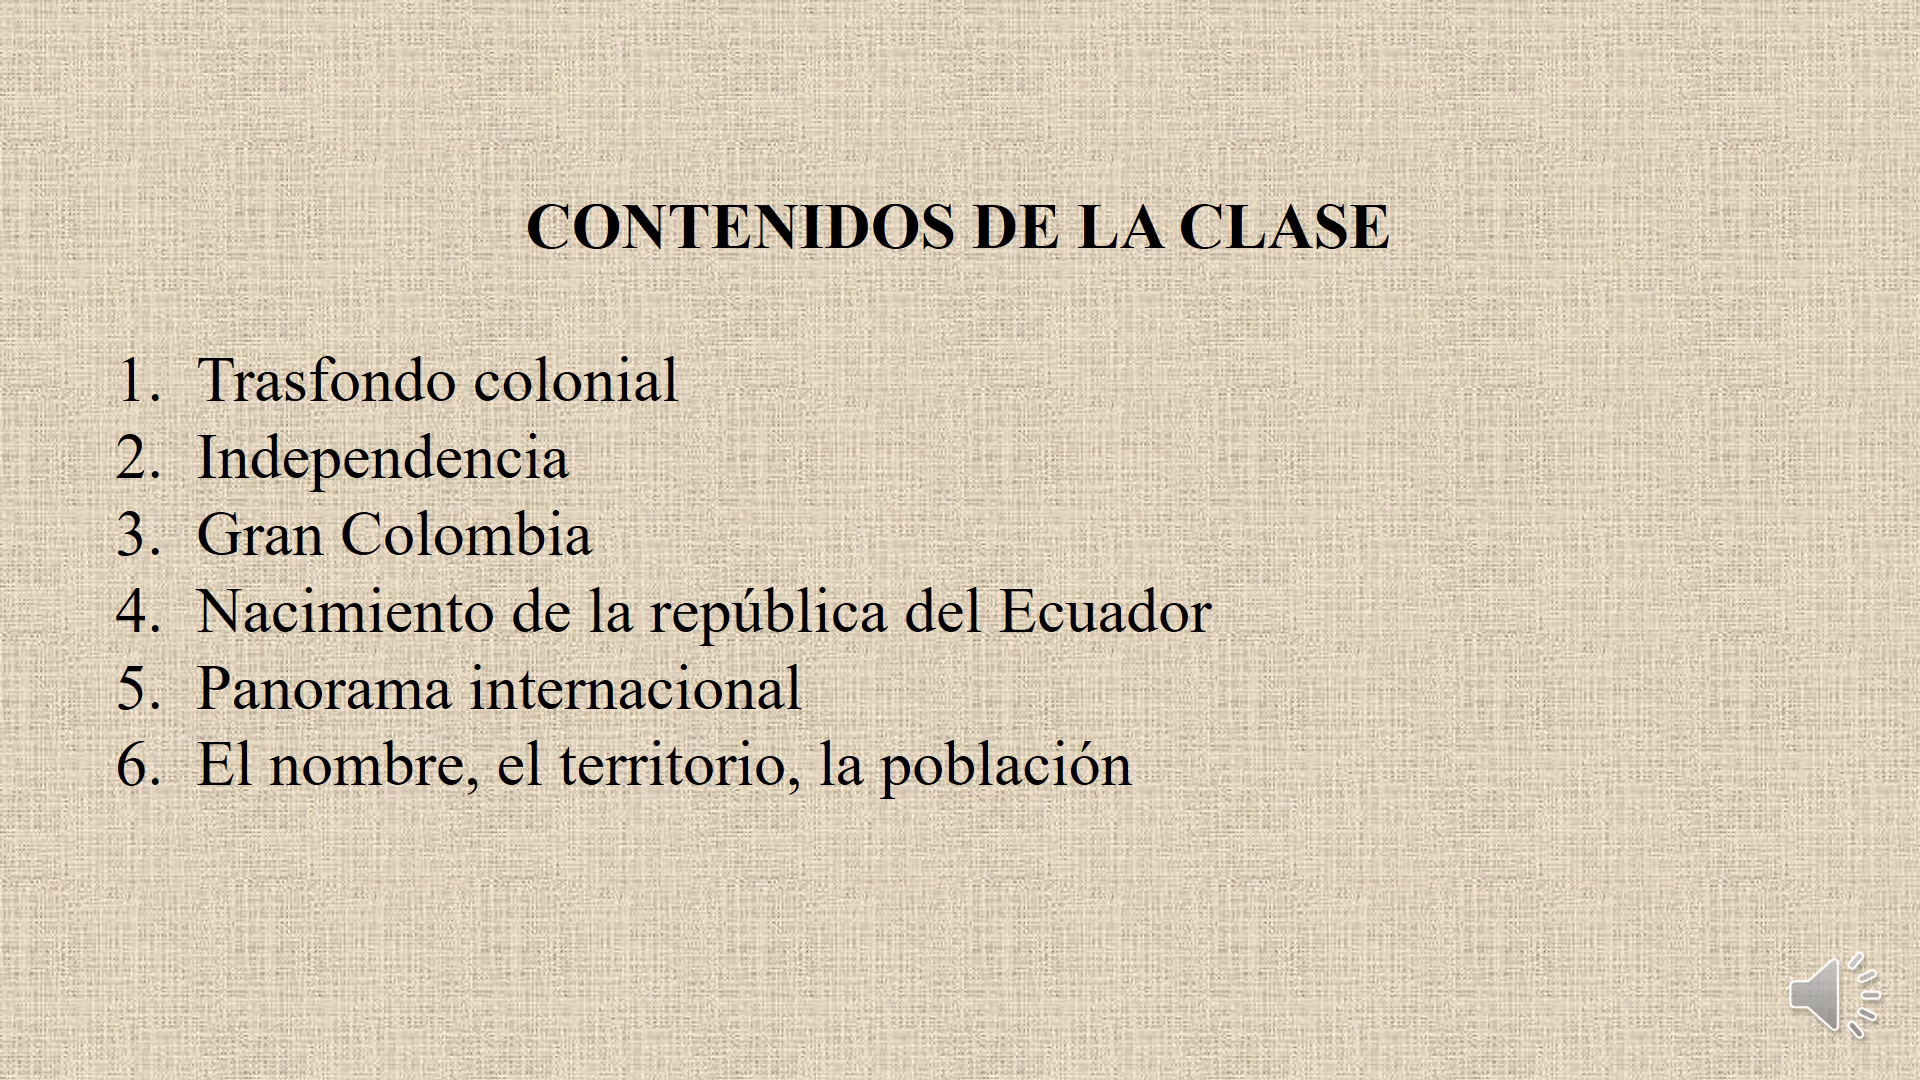 CONTENIDOS DE LA CLASE
1. Trasfondo colonial
2. Independencia
3. Gran Colombia
4. Nacimiento de la república del Ecuador
5. Panorama internacional
6. El nombre, el territorio, la población